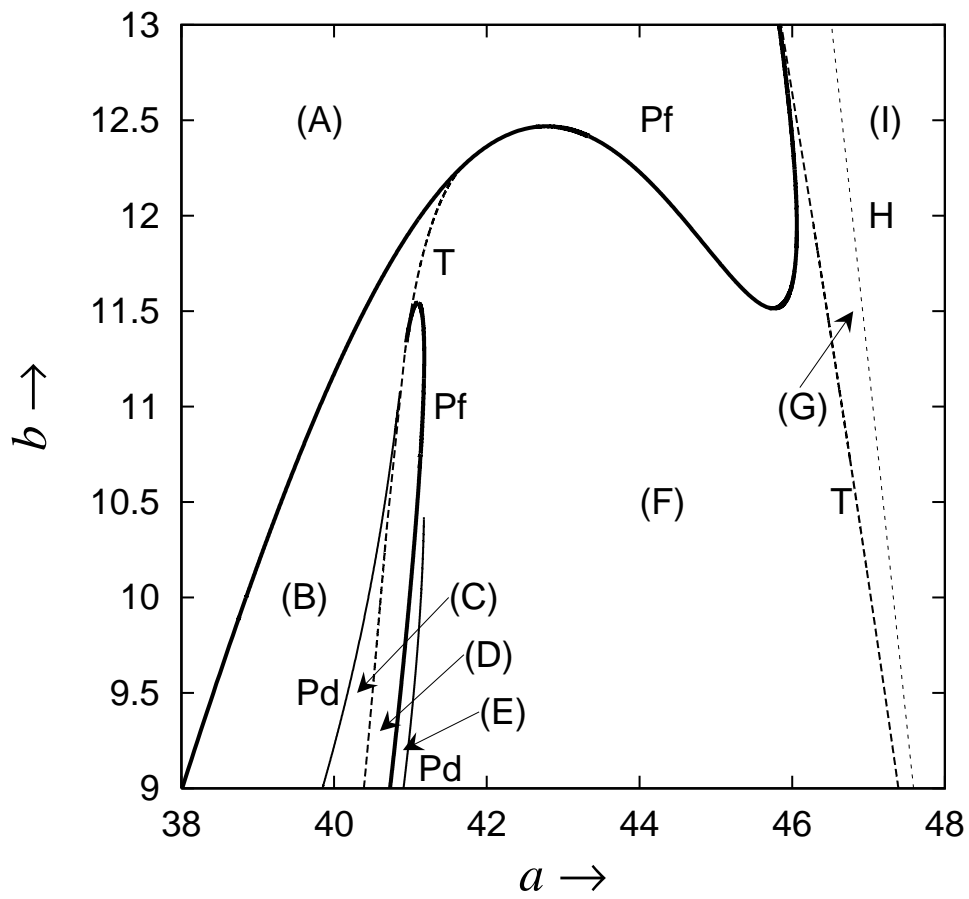 13
12.5
12
11.5
11
10.5
10
9.5
9
b →
(A)
Pf
(I)
H
T
Pf
(G)
(F)
T
(B)
(C)
(D)
Pd
(E)
Pd
38
40
42
44
46
48
a →